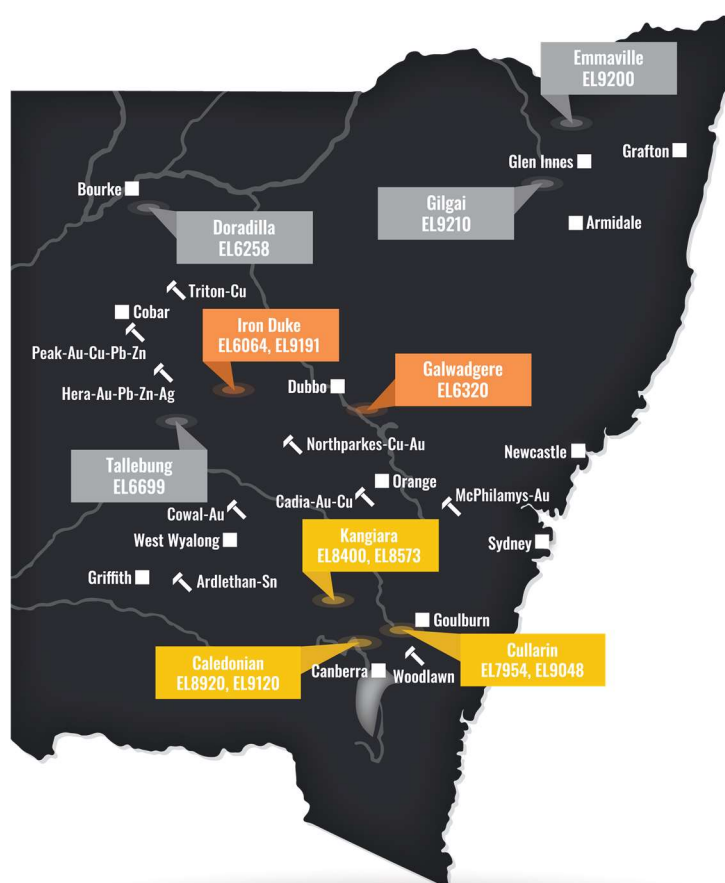 Emmaville
EL9200
Glen Innes
Grafton
Bourke
Gilgai
EL9210
Armidale
Doradilla
EL6258
Triton-Cu
Cobar
Iron Duke
EL6064, EL9191
Peak-Au-Cu-Pb-Zn
Hera-Au-Pb-Zn-Ag
Dubbo
Galwadgere
EL6320
Northparkes-Cu-Au
Newcastle
Tallebung
EL6699
Orange
Cadia-Au-Cu
McPhilamys-Au
Cowal-Au
Kangiara
EL8400, EL8573
West Wyalong
Sydney
Griffith
Ardlethan-Sn
Goulburn
Caledonian
EL8920, EL9120
Canberra
Woodlawn
Cullarin
EL7954, EL9048